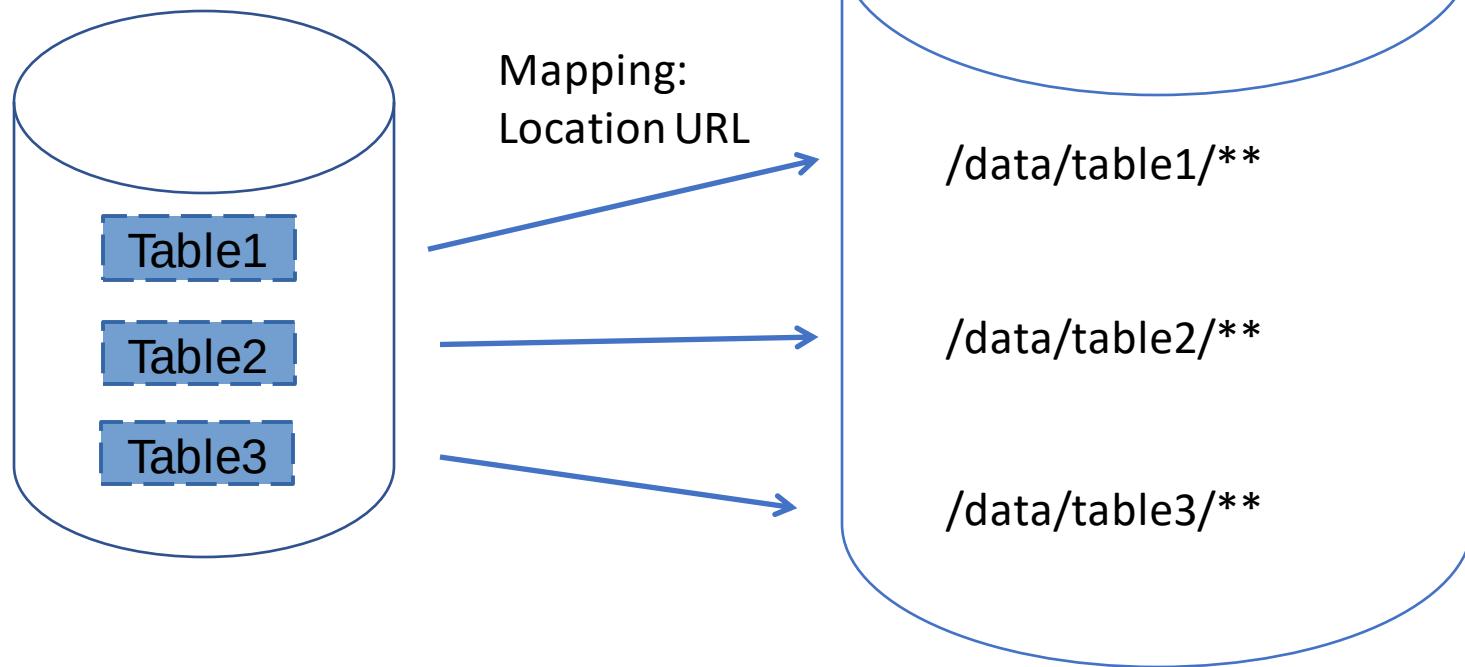 Mapping:
Location URL
Table1
Table2
Table3
/data/table1/**
/data/table2/**
/data/table3/**